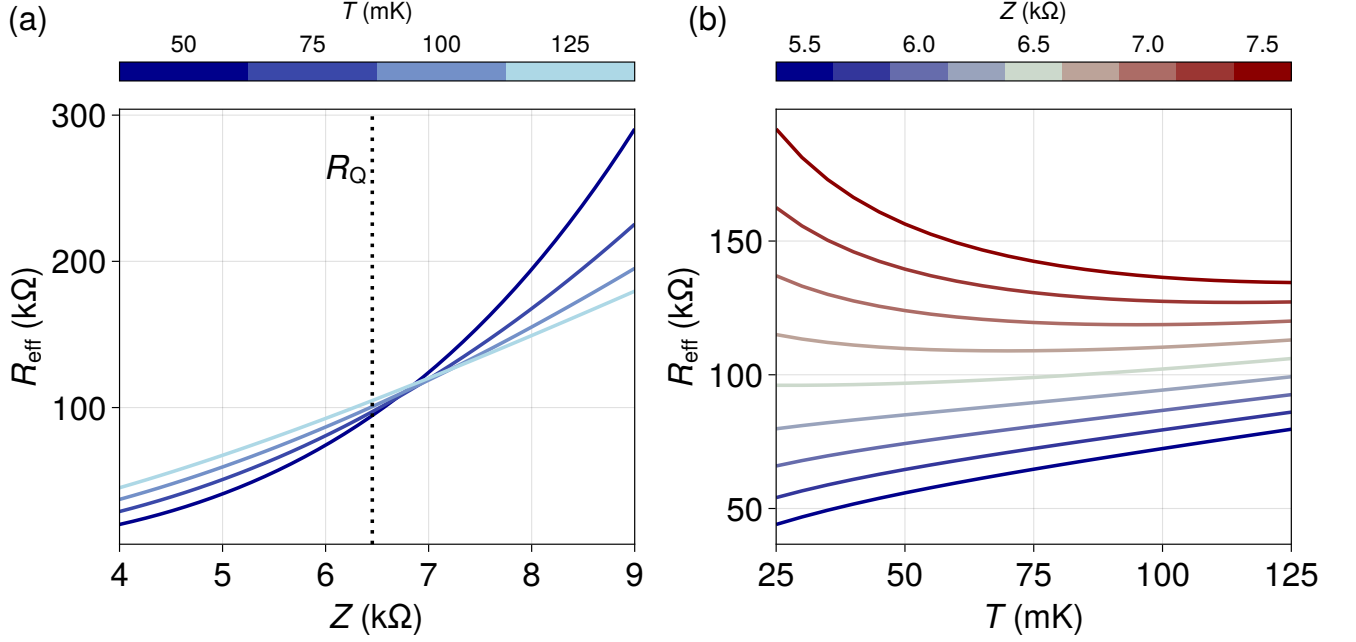 (a)
T (mK)
50 75 100 125
300
200
100
R_eff (kΩ)
R_Q
4 5 6 7 8 9
Z (kΩ)
(b)
Z (kΩ)
5.5 6.0 6.5 7.0 7.5
150
100
50
R_eff (kΩ)
25 50 75 100 125
T (mK)